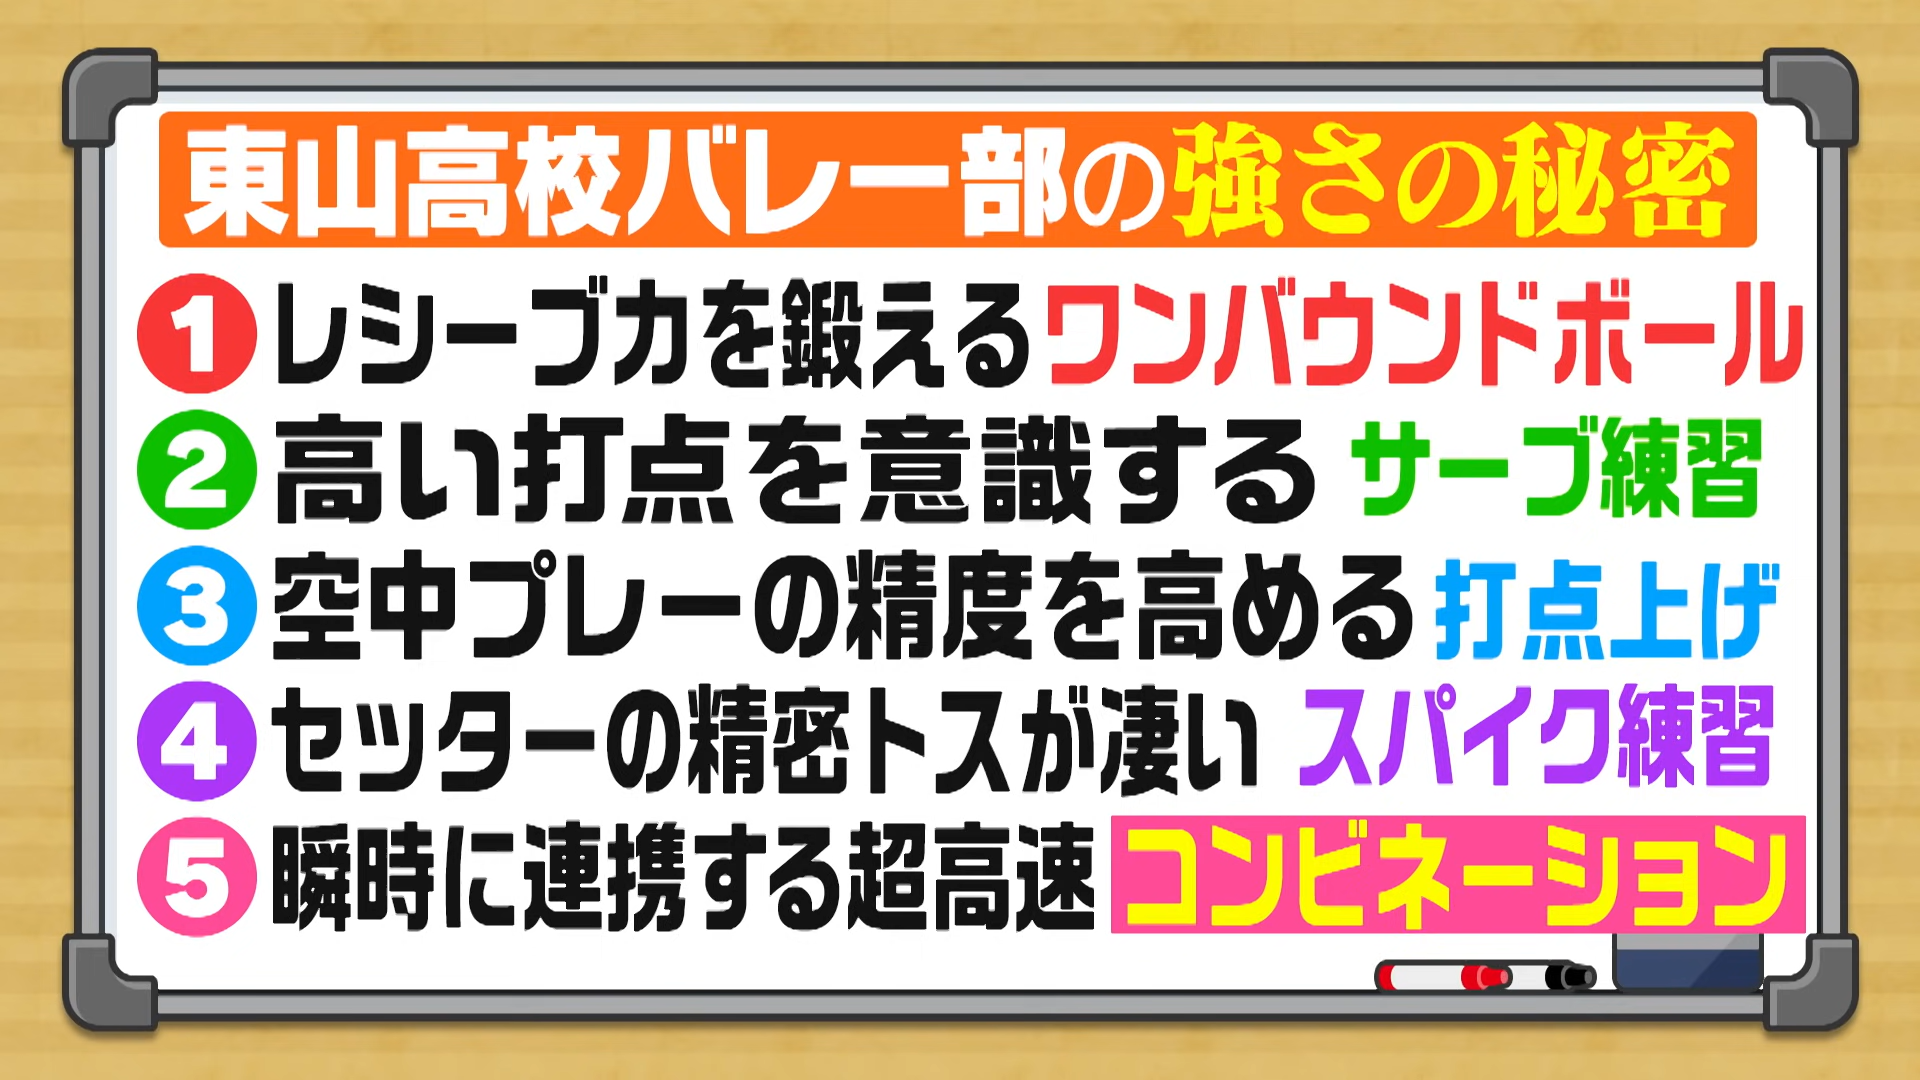 東山高校バレー部の強さの秘密
1 レシーブ力を鍛えるワンバウンドボール
2 高い打点を意識する サーブ練習
3 空中プレーの精度を高める 打点上げ
4 セッターの精密トスが凄い スパイク練習
5 瞬時に連携する超高速コンビネーション